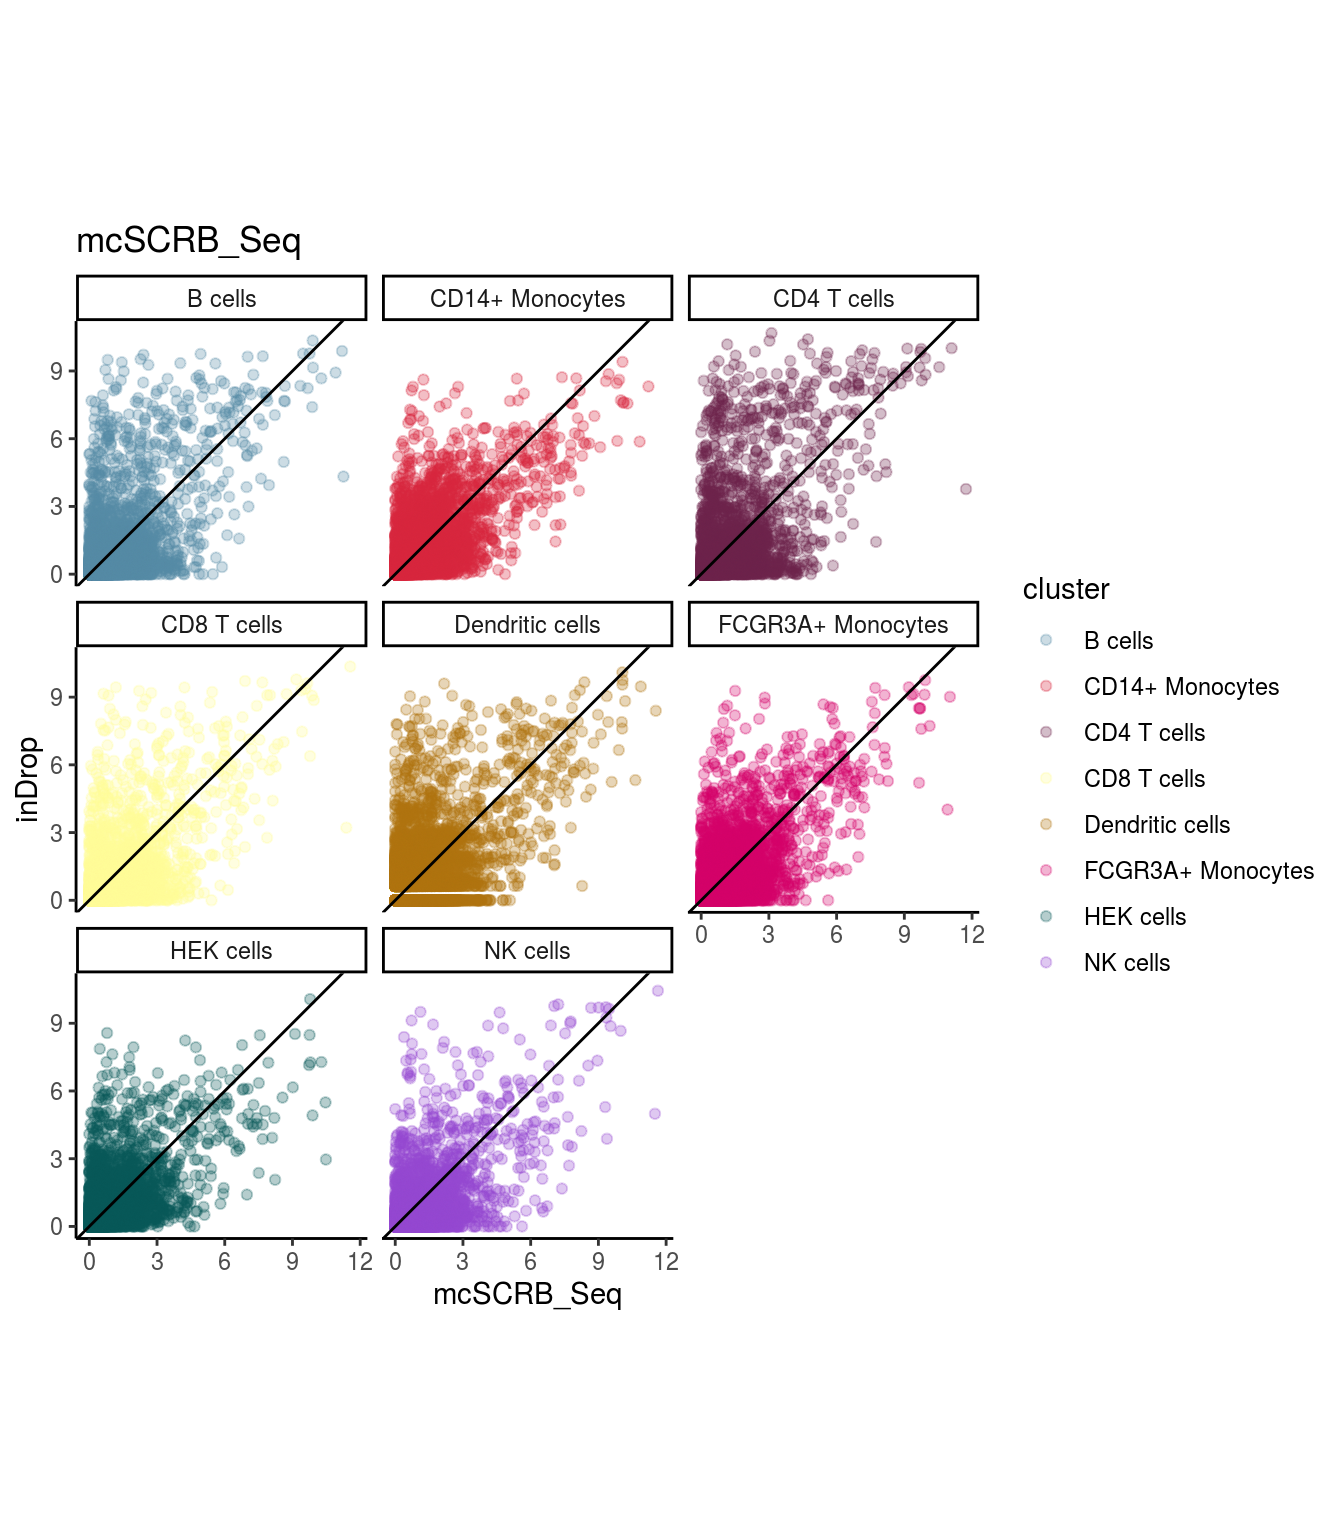 mcSCRB_Seq
B cells
CD14+ Monocytes
CD4 T cells
9
6
3
0
CD8 T cells
Dendritic cells
FCGR3A+ Monocytes
9
6
3
0
0 3 6 9 12
HEK cells
NK cells
9
6
3
0
0 3 6 9 12
0 3 6 9 12
mcSCRB_Seq
inDrop
cluster
B cells
CD14+ Monocytes
CD4 T cells
CD8 T cells
Dendritic cells
FCGR3A+ Monocytes
HEK cells
NK cells